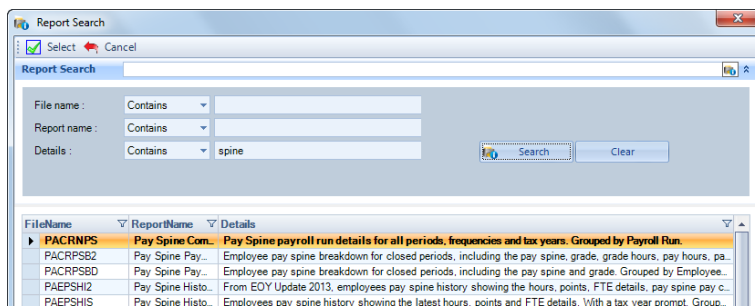 Report Search
Select Cancel
Report Search
File name : Contains
Report name : Contains
Details : Contains spine Search Clear
FileName ReportName Details
PACRNPS Pay Spine Com... Pay Spine payroll run details for all periods, frequencies and tax years. Grouped by Payroll Run.
PACRPSB2 Pay Spine Pay... Employee pay spine breakdown for closed periods, including the pay spine, grade, grade hours, pay hours, pa...
PACRPSBD Pay Spine Pay... Employee pay spine breakdown for closed periods, including the pay spine and grade. Grouped by Employee...
PAEPSHI2 Pay Spine Histo... From EOY Update 2013, employees pay spine history showing the hours, points, FTE details, pay spine pay c...
PAEPSHIS Pay Spine Histo... Employees pay spine history showing the latest hours, points and FTE details. With a tax year prompt. Group...